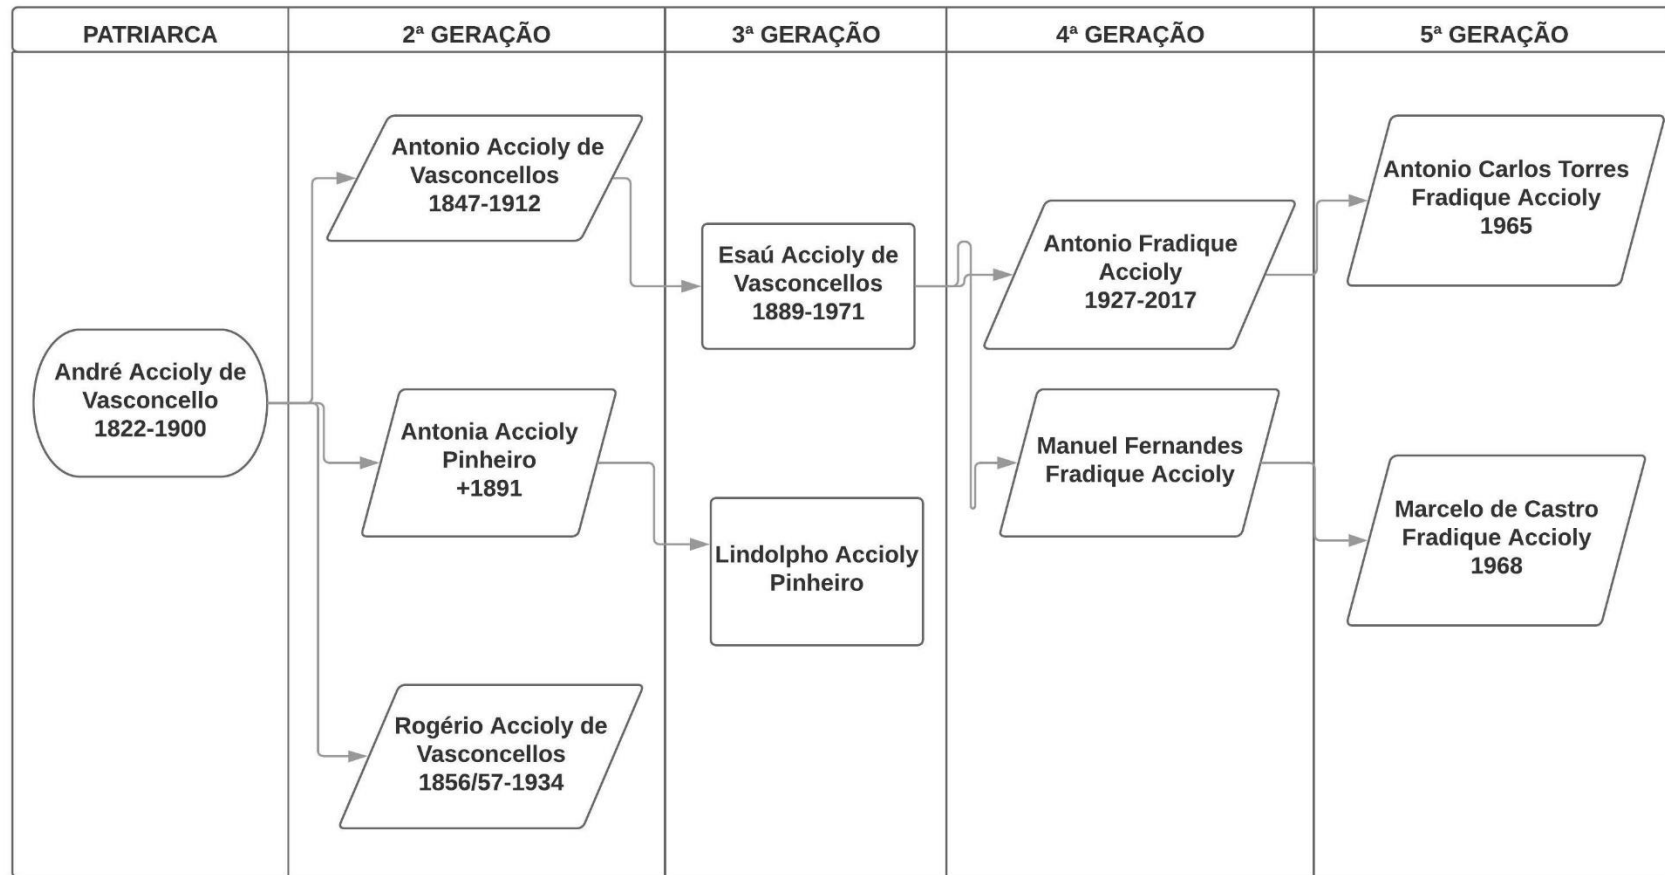 PATRIARCA
2ª GERAÇÃO
3ª GERAÇÃO
4ª GERAÇÃO
5ª GERAÇÃO
André Accioly de
Vasconcello
1822-1900
Antonio Accioly de
Vasconcellos
1847-1912
Antonia Accioly
Pinheiro
+1891
Rogério Accioly de
Vasconcellos
1856/57-1934
Esaú Accioly de
Vasconcellos
1889-1971
Lindolpho Accioly
Pinheiro
Antonio Fradique
Accioly
1927-2017
Manuel Fernandes
Fradique Accioly
Antonio Carlos Torres
Fradique Accioly
1965
Marcelo de Castro
Fradique Accioly
1968